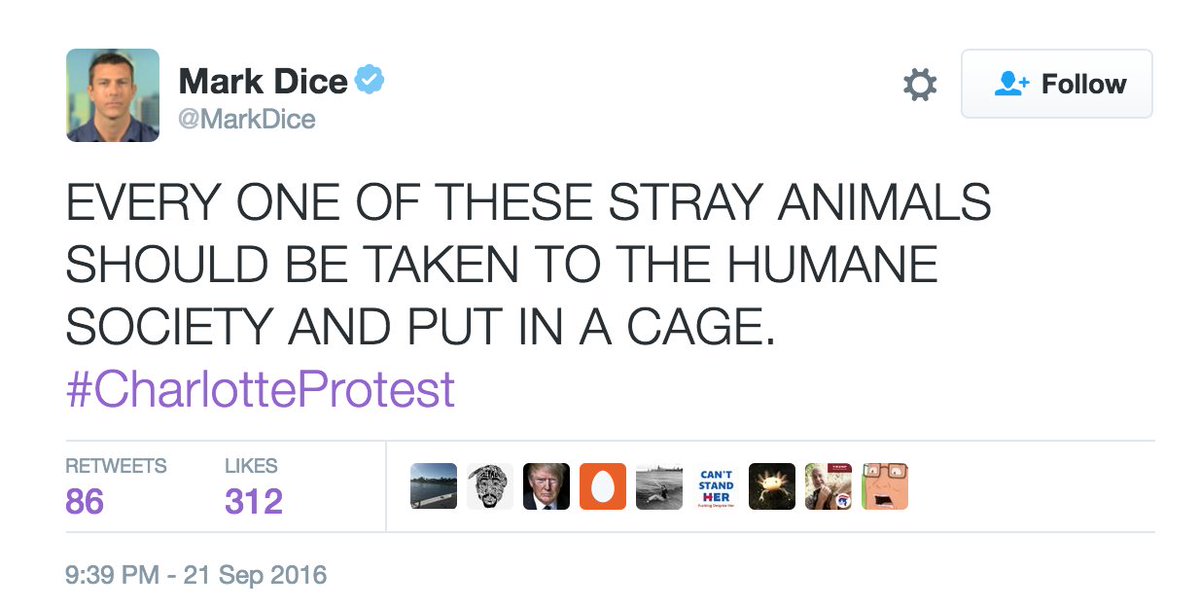 Mark Dice
@MarkDice
Follow
EVERY ONE OF THESE STRAY ANIMALS
SHOULD BE TAKEN TO THE HUMANE
SOCIETY AND PUT IN A CAGE.
#CharlotteProtest
RETWEETS LIKES
86 312
CAN'T
STAND
HER
9:39 PM - 21 Sep 2016